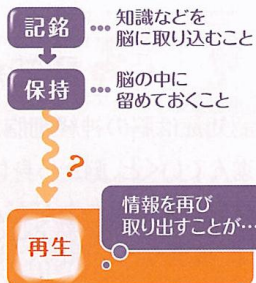 記銘
… 知識などを
脳に取り込むこと
保持
… 脳の中に
留めておくこと
?
情報を再び
取り出すことが…
再生